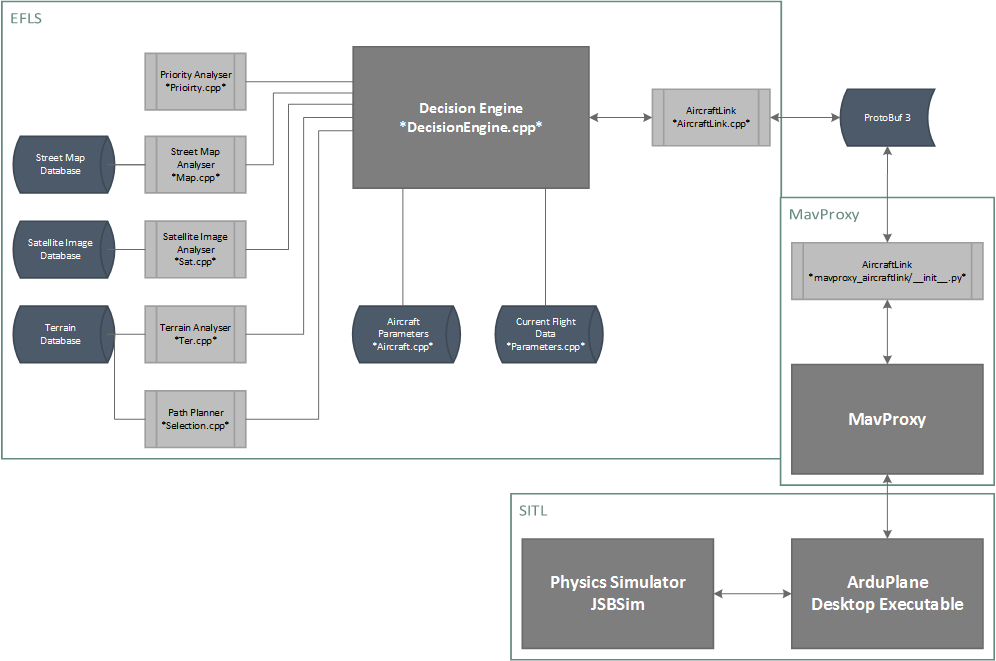 EFLS
Priority Analyser
*Prioirty.cpp*
Decision Engine
*DecisionEngine.cpp*
AircraftLink
*AircraftLink.cpp*
ProtoBuf 3
Street Map
Database
Street Map
Analyser
*Map.cpp*
Satellite Image
Database
Satellite Image
Analyser
*Sat.cpp*
Terrain
Database
Terrain Analyser
*Ter.cpp*
Path Planner
*Selection.cpp*
Aircraft
Parameters
*Aircraft.cpp*
Current Flight
Data
*Parameters.cpp*
MavProxy
AircraftLink
*mavproxy_aircraftlink/__init__.py*
MavProxy
SITL
Physics Simulator
JSBSim
ArduPlane
Desktop Executable